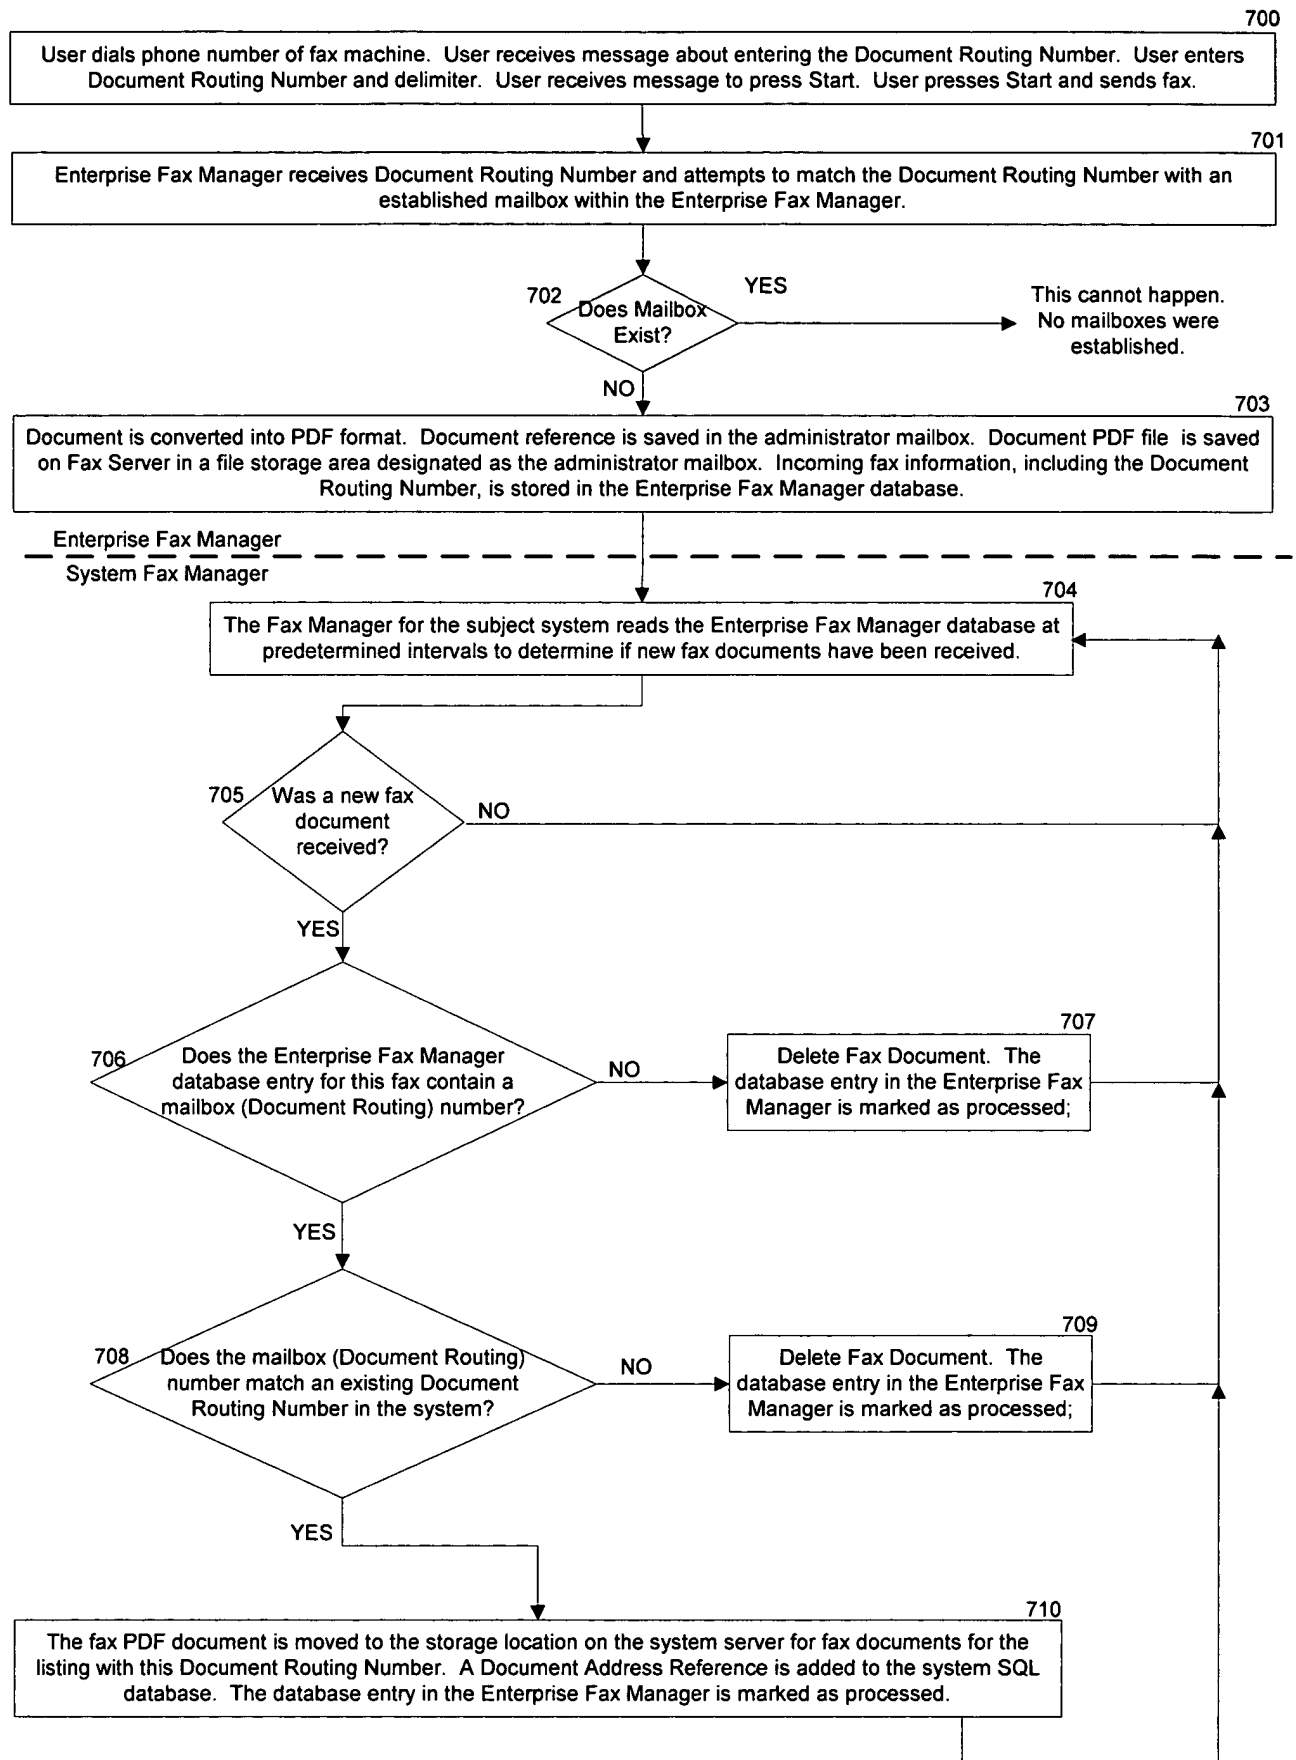 700
User dials phone number of fax machine. User receives message about entering the Document Routing Number. User enters
Document Routing Number and delimiter. User receives message to press Start. User presses Start and sends fax.
701
Enterprise Fax Manager receives Document Routing Number and attempts to match the Document Routing Number with an
established mailbox within the Enterprise Fax Manager.
702
Does Mailbox
Exist?
YES
This cannot happen.
No mailboxes were
established.
NO
703
Document is converted into PDF format. Document reference is saved in the administrator mailbox. Document PDF file is saved
on Fax Server in a file storage area designated as the administrator mailbox. Incoming fax information, including the Document
Routing Number, is stored in the Enterprise Fax Manager database.
Enterprise Fax Manager
System Fax Manager
704
The Fax Manager for the subject system reads the Enterprise Fax Manager database at
predetermined intervals to determine if new fax documents have been received.
705
Was a new fax
document
received?
NO
YES
706
Does the Enterprise Fax Manager
database entry for this fax contain a
mailbox (Document Routing) number?
NO
707
Delete Fax Document. The
database entry in the Enterprise Fax
Manager is marked as processed;
YES
708
Does the mailbox (Document Routing)
number match an existing Document
Routing Number in the system?
NO
709
Delete Fax Document. The
database entry in the Enterprise Fax
Manager is marked as processed;
YES
710
The fax PDF document is moved to the storage location on the system server for fax documents for the
listing with this Document Routing Number. A Document Address Reference is added to the system SQL
database. The database entry in the Enterprise Fax Manager is marked as processed.